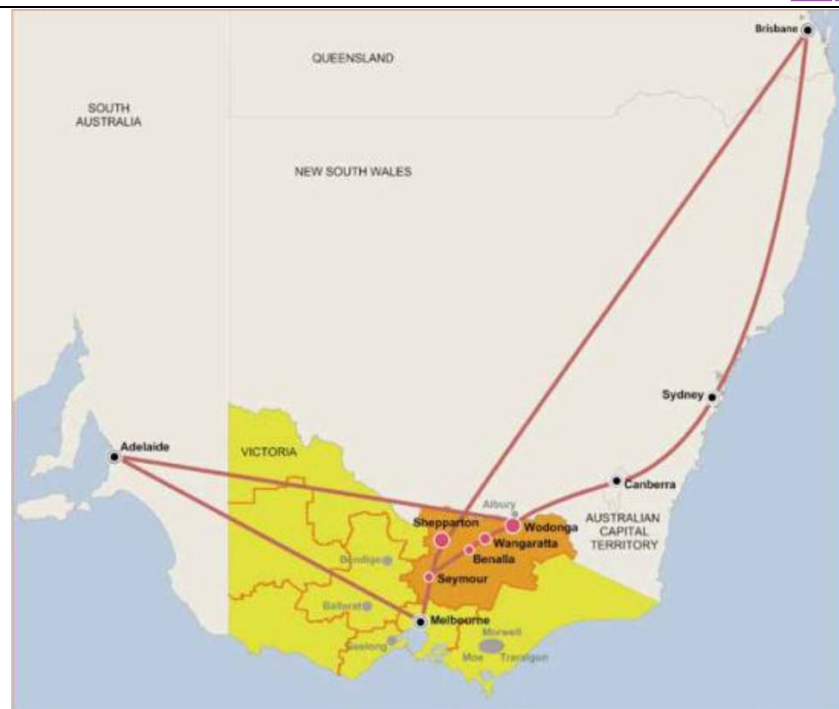 Brisbane
QUEENSLAND
SOUTH
AUSTRALIA
NEW SOUTH WALES
Sydney
Adelaide
VICTORIA
Canberra
Albury
Shepparton
Wodonga
AUSTRALIAN
CAPITAL
TERRITORY
Wangaratta
Benalla
Bendigo
Seymour
Ballarat
Melbourne
Geelong
Morwell
Moe
Traralgon